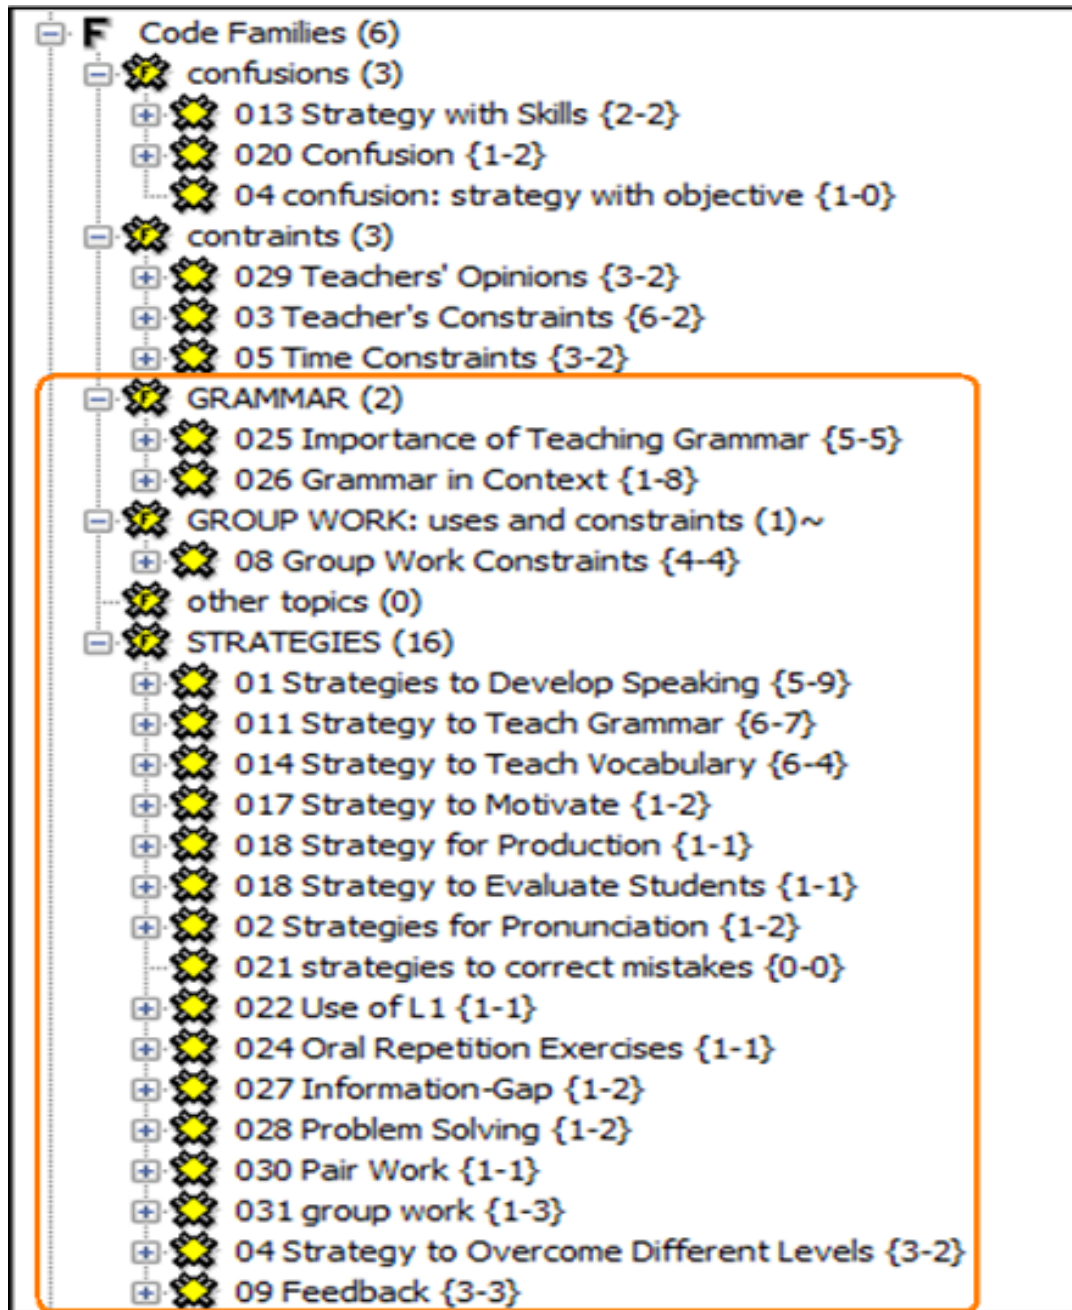 F Code Families (6)
confusions (3)
013 Strategy with Skills {2-2}
020 Confusion {1-2}
04 confusion: strategy with objective {1-0}
contraints (3)
029 Teachers' Opinions {3-2}
03 Teacher's Constraints {6-2}
05 Time Constraints {3-2}
GRAMMAR (2)
025 Importance of Teaching Grammar {5-5}
026 Grammar in Context {1-8}
GROUP WORK: uses and constraints (1)~
08 Group Work Constraints {4-4}
other topics (0)
STRATEGIES (16)
01 Strategies to Develop Speaking {5-9}
011 Strategy to Teach Grammar {6-7}
014 Strategy to Teach Vocabulary {6-4}
017 Strategy to Motivate {1-2}
018 Strategy for Production {1-1}
018 Strategy to Evaluate Students {1-1}
02 Strategies for Pronunciation {1-2}
021 strategies to correct mistakes {0-0}
022 Use of L1 {1-1}
024 Oral Repetition Exercises {1-1}
027 Information-Gap {1-2}
028 Problem Solving {1-2}
030 Pair Work {1-1}
031 group work {1-3}
04 Strategy to Overcome Different Levels {3-2}
09 Feedback {3-3}